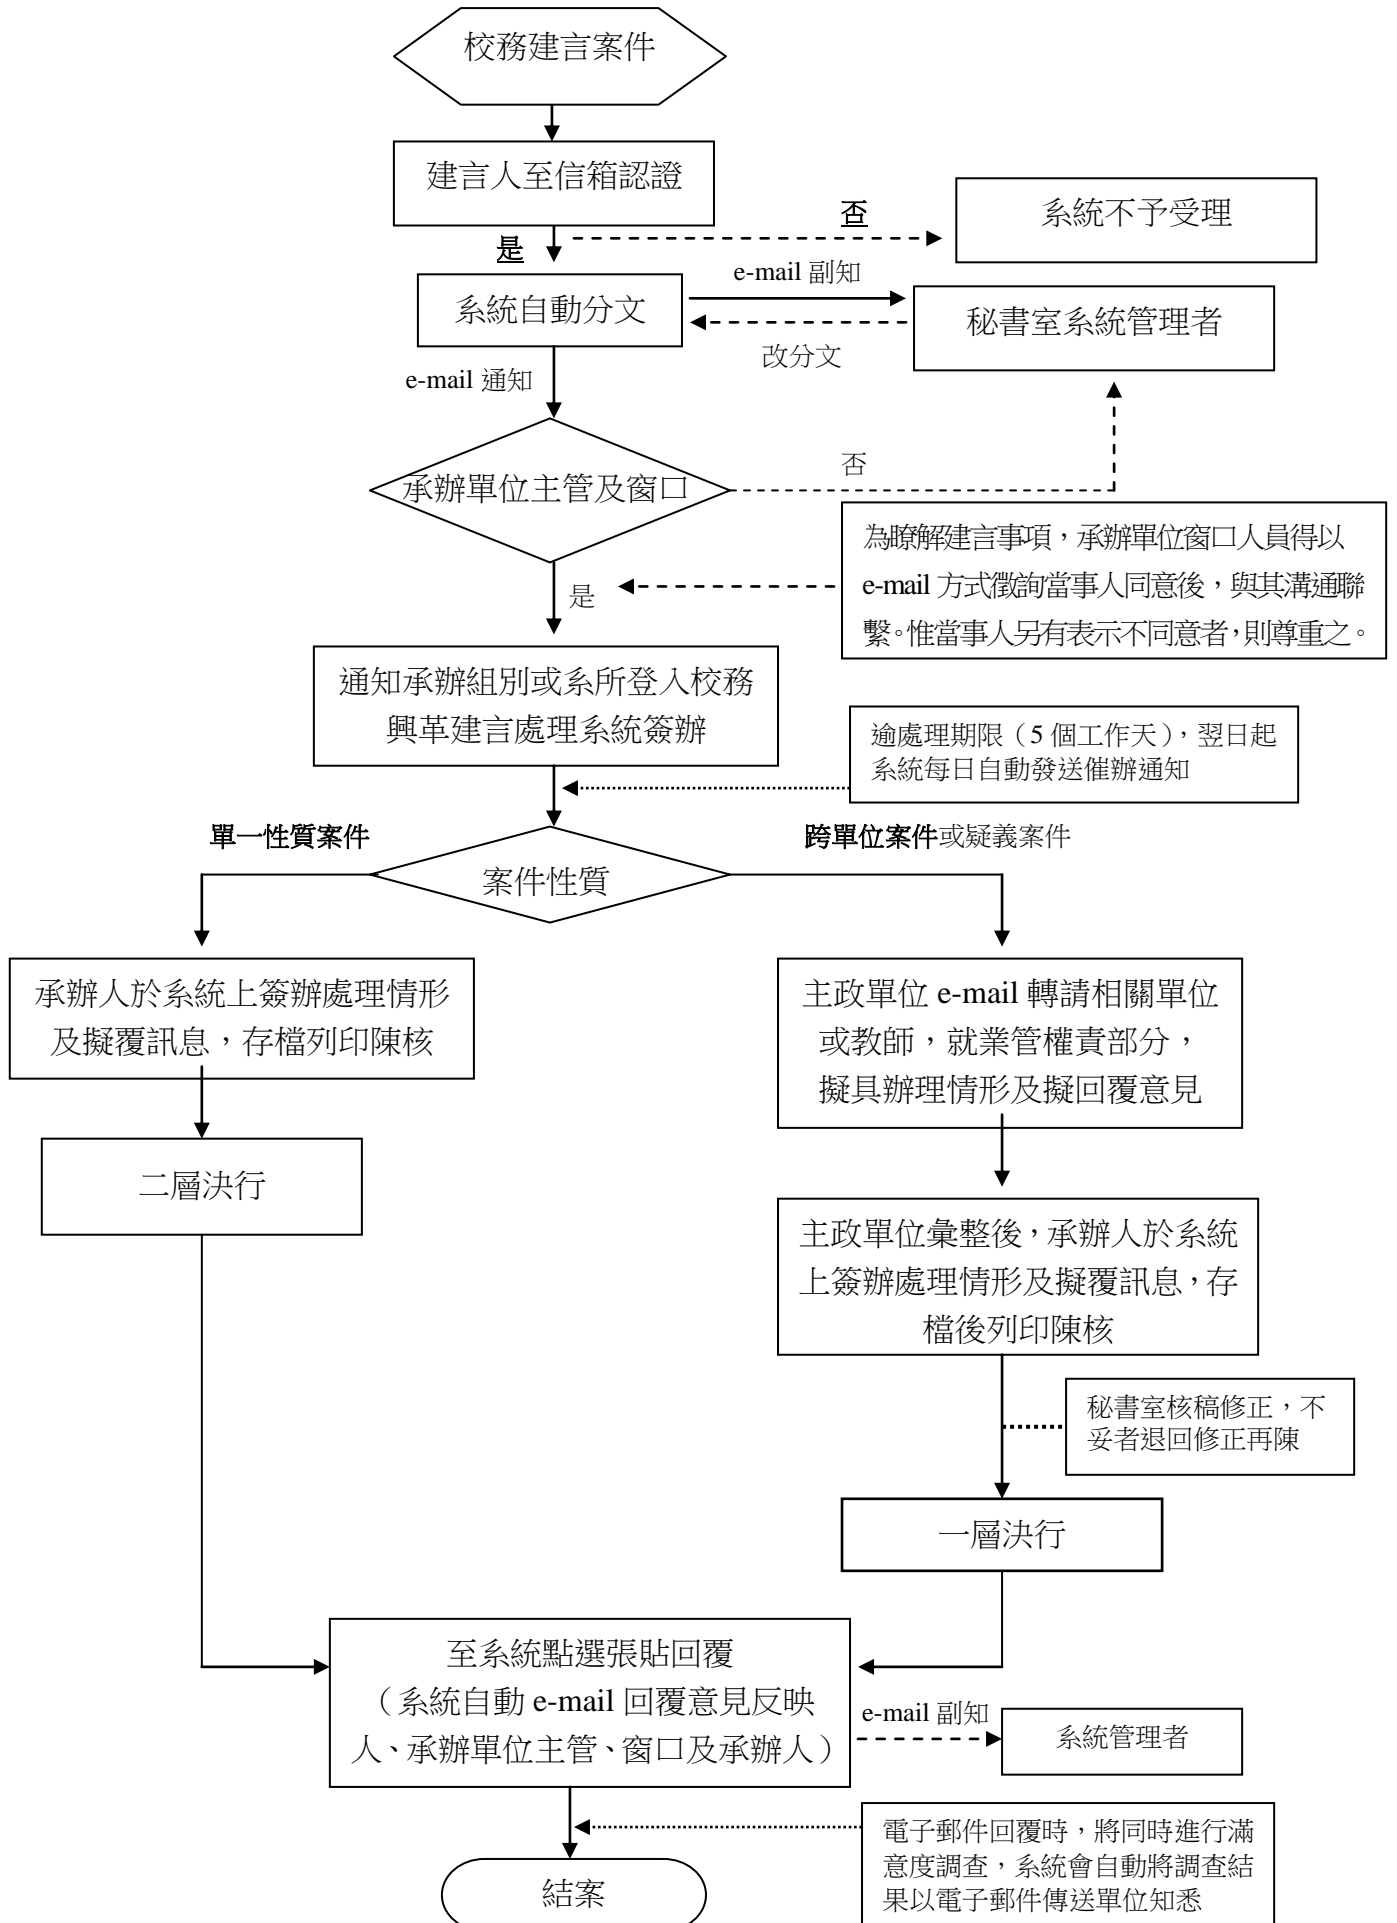 校務建言案件
建言人至信箱認證
否
系統不予受理
是
e-mail 副知
系統自動分文
秘書室系統管理者
改分文
e-mail 通知
承辦單位主管及窗口
否
為瞭解建言事項，承辦單位窗口人員得以
e-mail 方式徵詢當事人同意後，與其溝通聯
繫。惟當事人另有表示不同意者，則尊重之。
是
通知承辦組別或系所登入校務
興革建言處理系統簽辦
逾處理期限（5 個工作天），翌日起
系統每日自動發送催辦通知
單一性質案件
跨單位案件或疑義案件
案件性質
承辦人於系統上簽辦處理情形
及擬覆訊息，存檔列印陳核
主政單位 e-mail 轉請相關單位
或教師，就業管權責部分，
擬具辦理情形及擬回覆意見
二層決行
主政單位彙整後，承辦人於系統
上簽辦處理情形及擬覆訊息，存
檔後列印陳核
秘書室核稿修正，不
妥者退回修正再陳
一層決行
至系統點選張貼回覆
（系統自動 e-mail 回覆意見反映
人、承辦單位主管、窗口及承辦人）
e-mail 副知
系統管理者
電子郵件回覆時，將同時進行滿
意度調查，系統會自動將調查結
果以電子郵件傳送單位知悉
結案